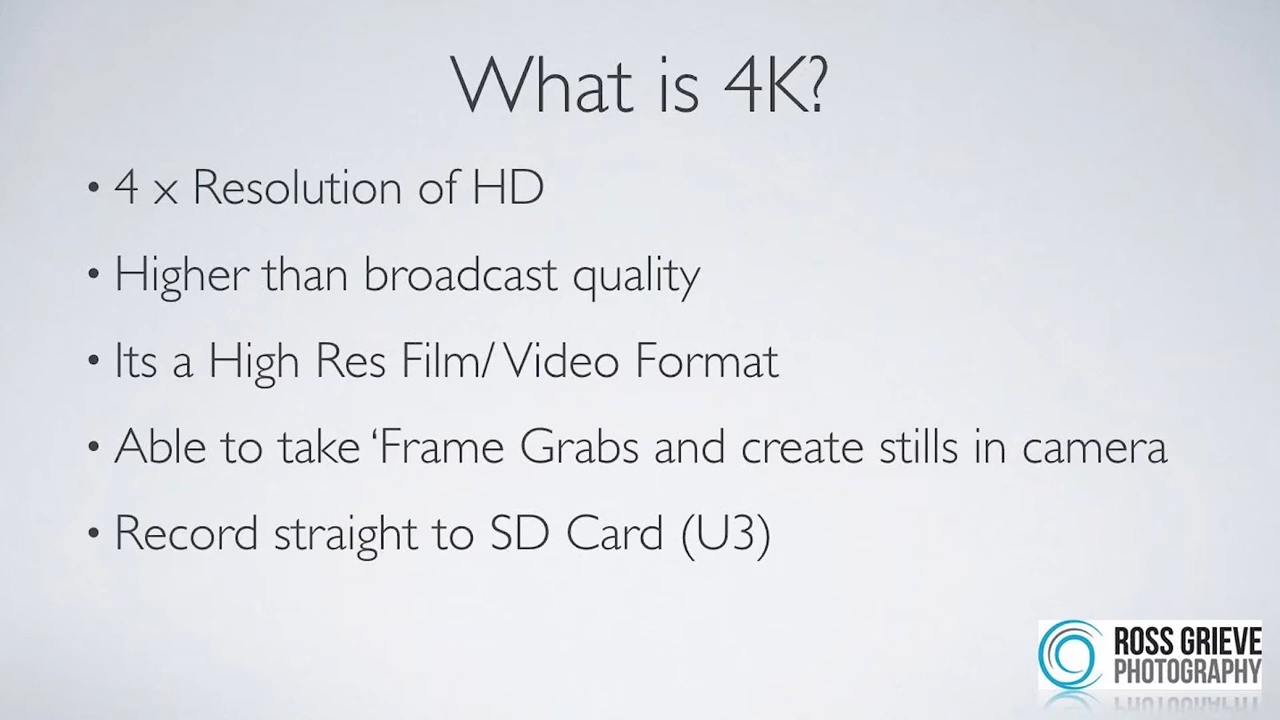 What is 4K?
• 4 x Resolution of HD
• Higher than broadcast quality
• Its a High Res Film/ Video Format
• Able to take ‘Frame Grabs and create stills in camera
• Record straight to SD Card (U3)
ROSS GRIEVE
PHOTOGRAPHY